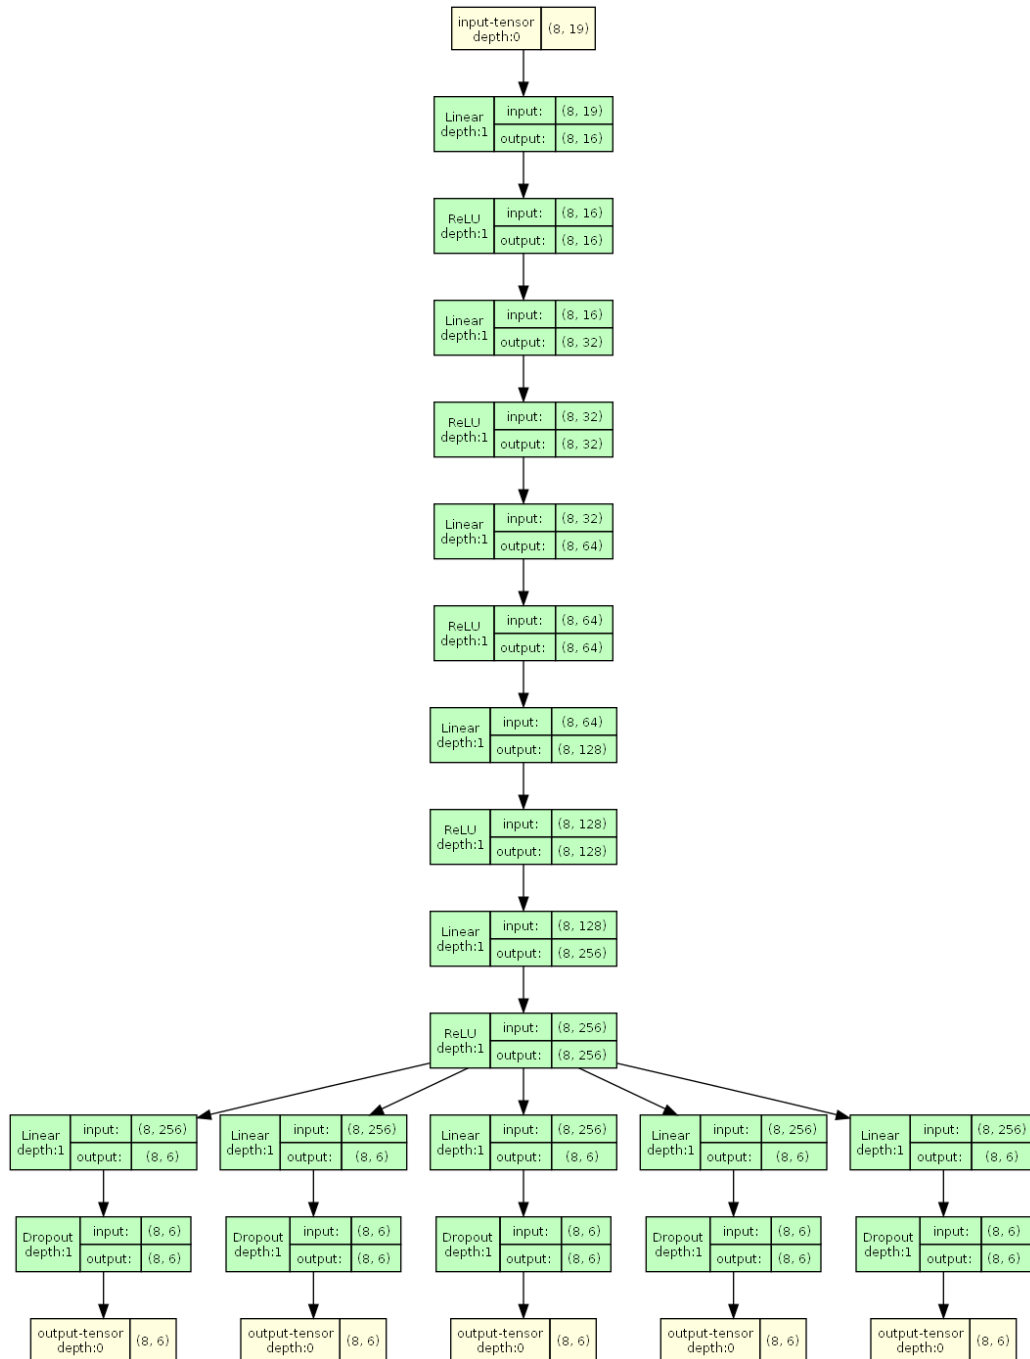 input-tensor
depth:0
(8, 19)
Linear
depth:1
input:
(8, 19)
output:
(8, 16)
ReLU
depth:1
input:
(8, 16)
output:
(8, 16)
Linear
depth:1
input:
(8, 16)
output:
(8, 32)
ReLU
depth:1
input:
(8, 32)
output:
(8, 32)
Linear
depth:1
input:
(8, 32)
output:
(8, 64)
ReLU
depth:1
input:
(8, 64)
output:
(8, 64)
Linear
depth:1
input:
(8, 64)
output:
(8, 128)
ReLU
depth:1
input:
(8, 128)
output:
(8, 128)
Linear
depth:1
input:
(8, 128)
output:
(8, 256)
ReLU
depth:1
input:
(8, 256)
output:
(8, 256)
Linear
depth:1
input:
(8, 256)
output:
(8, 6)
Linear
depth:1
input:
(8, 256)
output:
(8, 6)
Linear
depth:1
input:
(8, 256)
output:
(8, 6)
Linear
depth:1
input:
(8, 256)
output:
(8, 6)
Linear
depth:1
input:
(8, 256)
output:
(8, 6)
Dropout
depth:1
input:
(8, 6)
output:
(8, 6)
Dropout
depth:1
input:
(8, 6)
output:
(8, 6)
Dropout
depth:1
input:
(8, 6)
output:
(8, 6)
Dropout
depth:1
input:
(8, 6)
output:
(8, 6)
Dropout
depth:1
input:
(8, 6)
output:
(8, 6)
output-tensor
depth:0
(8, 6)
output-tensor
depth:0
(8, 6)
output-tensor
depth:0
(8, 6)
output-tensor
depth:0
(8, 6)
output-tensor
depth:0
(8, 6)